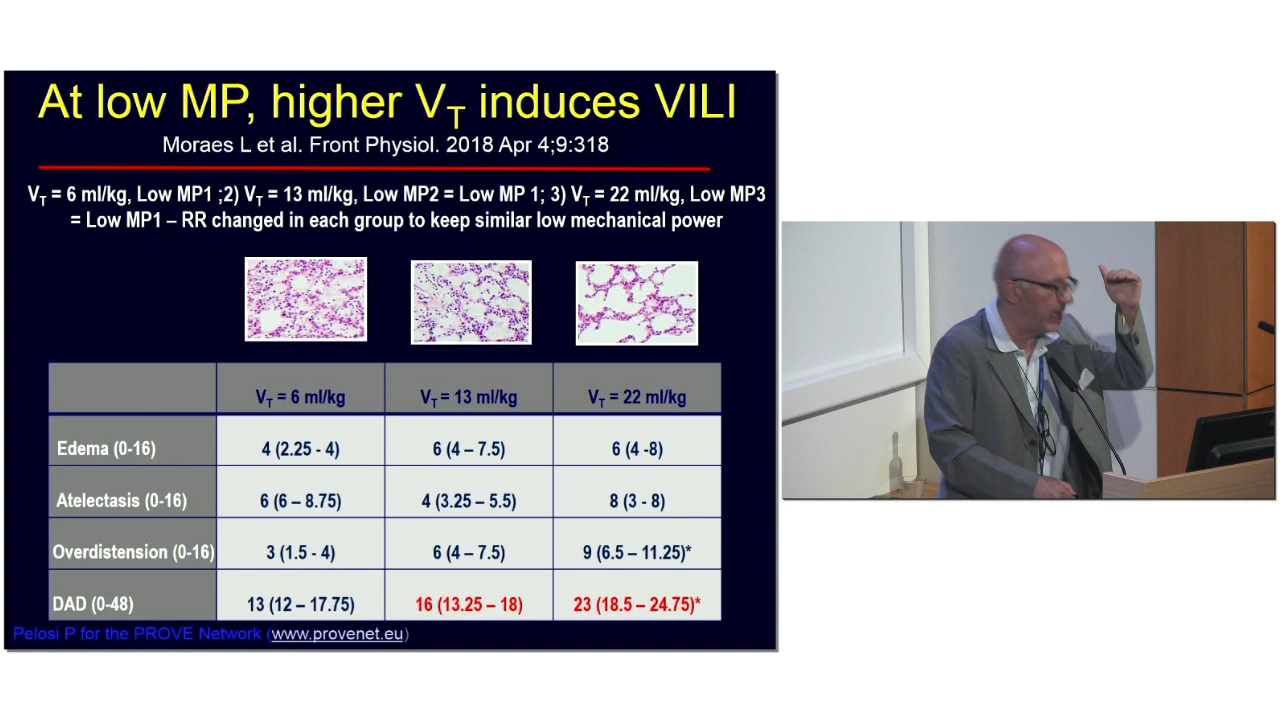 At low MP, higher VT induces VILI
Moraes L et al. Front Physiol. 2018 Apr 4;9:318
VT = 6 ml/kg, Low MP1 ;2) VT = 13 ml/kg, Low MP2 = Low MP 1; 3) VT = 22 ml/kg, Low MP3
= Low MP1 – RR changed in each group to keep similar low mechanical power
VT = 6 ml/kg VT = 13 ml/kg VT = 22 ml/kg
Edema (0-16) 4 (2.25 - 4) 6 (4 – 7.5) 6 (4 -8)
Atelectasis (0-16) 6 (6 – 8.75) 4 (3.25 – 5.5) 8 (3 - 8)
Overdistension (0-16) 3 (1.5 - 4) 6 (4 – 7.5) 9 (6.5 – 11.25)*
DAD (0-48) 13 (12 – 17.75) 16 (13.25 – 18) 23 (18.5 – 24.75)*
Pelosi P for the PROVE Network (www.provenet.eu)